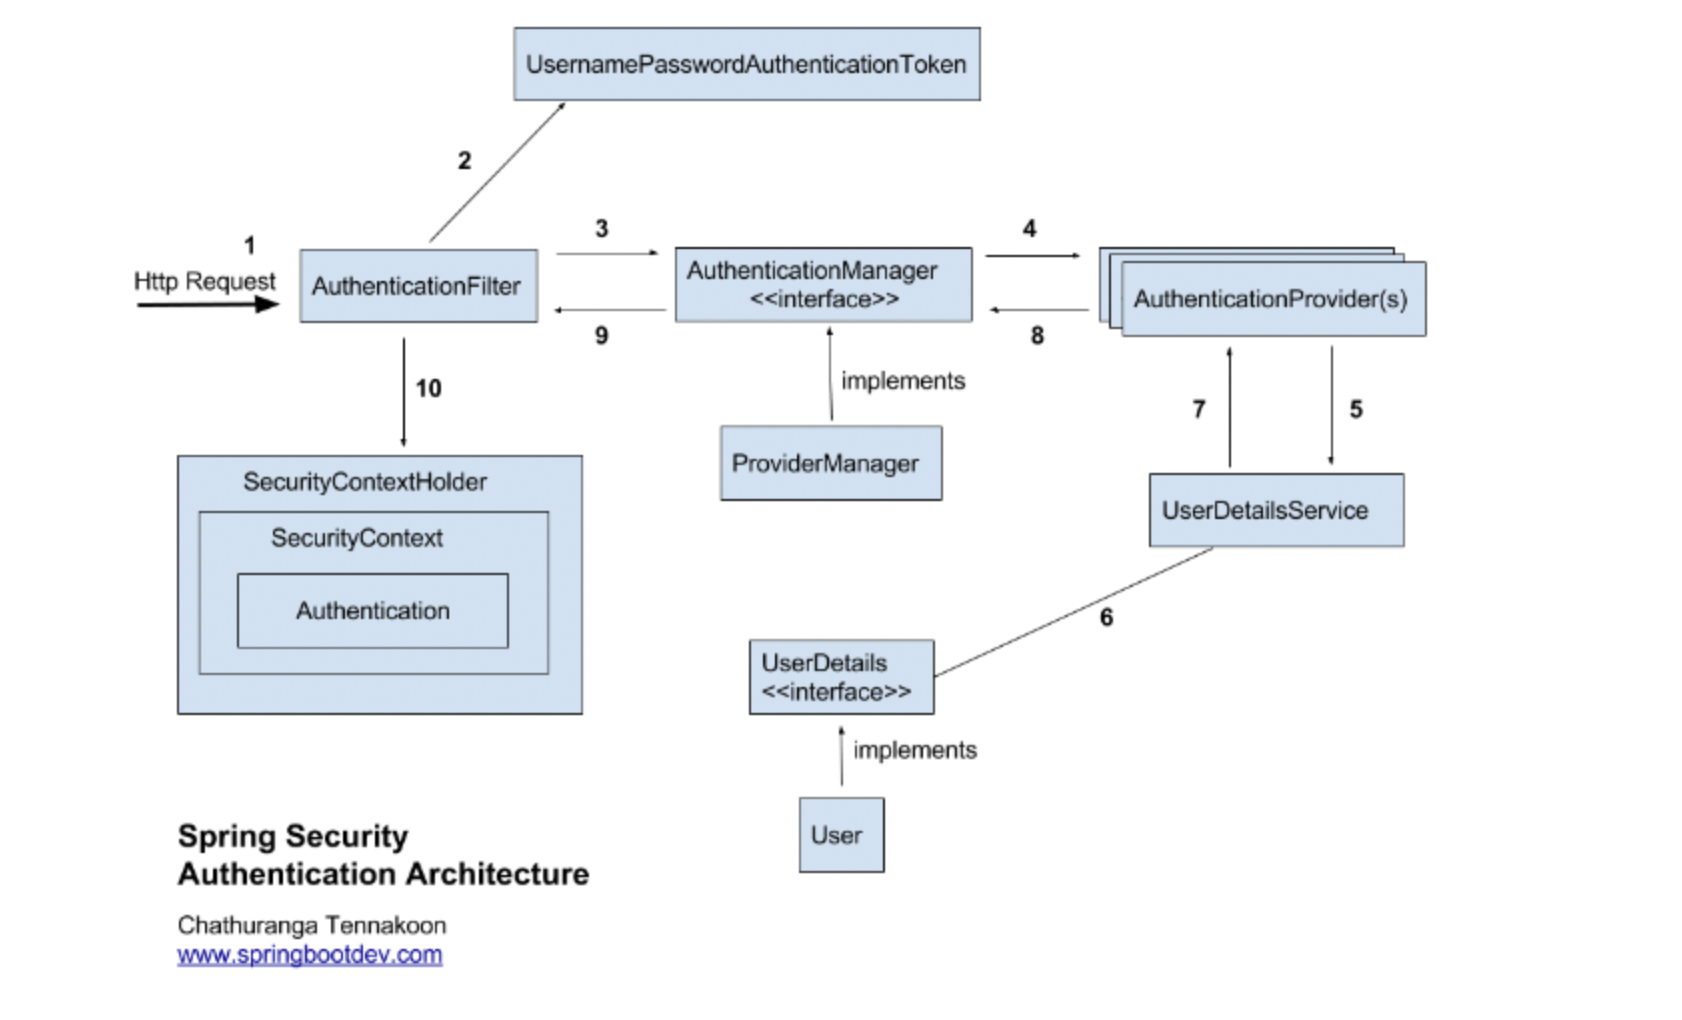 UsernamePasswordAuthenticationToken
2
1
Http Request
AuthenticationFilter
3
9
AuthenticationManager
<<interface>>
4
8
AuthenticationProvider(s)
10
implements
7
5
ProviderManager
SecurityContextHolder
SecurityContext
Authentication
UserDetailsService
6
UserDetails
<<interface>>
implements
User
Spring Security
Authentication Architecture
Chathuranga Tennakoon
www.springbootdev.com